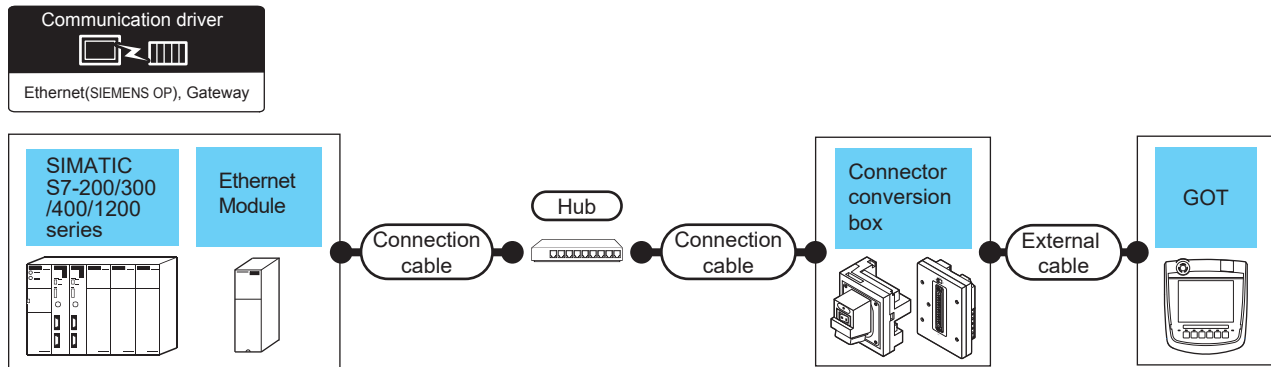 Communication driver
Ethernet(SIEMENS OP), Gateway
SIMATIC
S7-200/300
/400/1200
series
Ethernet
Module
Connection
cable
Hub
Connection
cable
Connector
conversion
box
External
cable
GOT